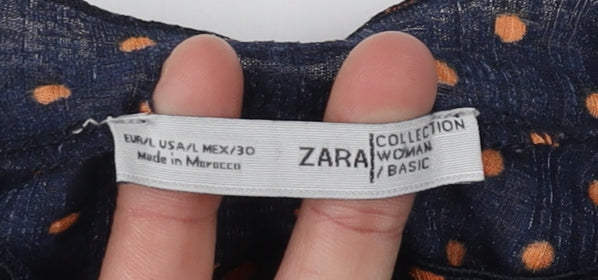 EUR/L USA/L MEX/30
Made in Morocco
ZARA
COLLECTION
WOMAN
/ BASIC